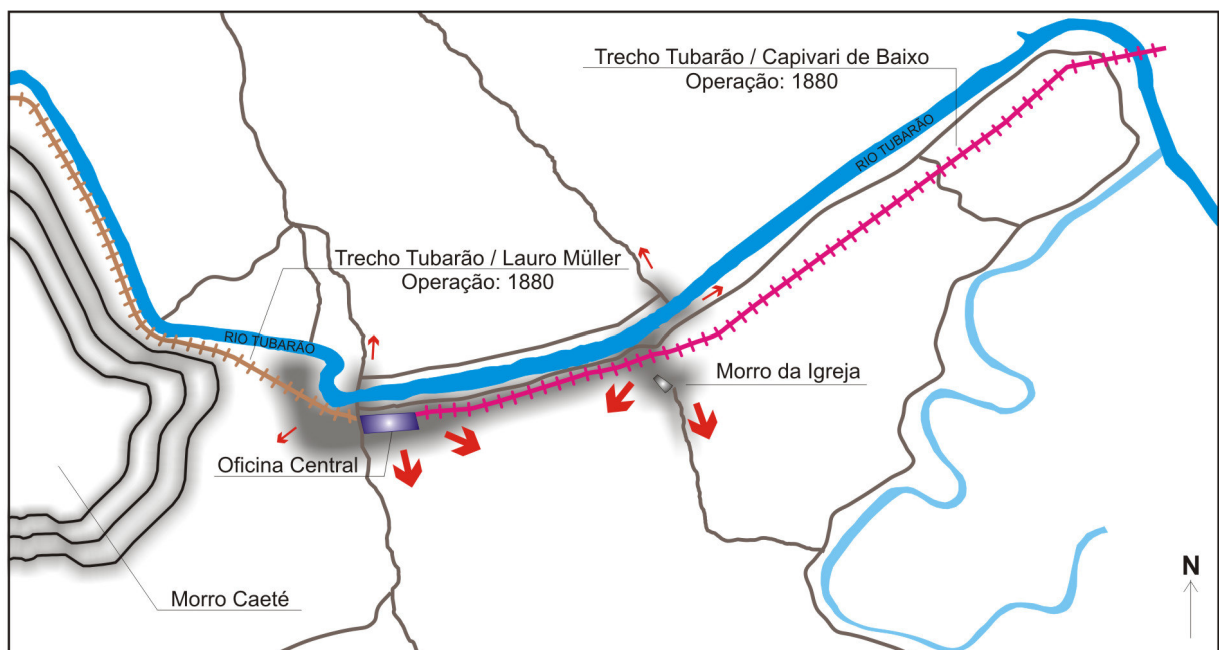 Trecho Tubarão / Capivari de Baixo
Operação: 1880
RIO TUBARÃO
Trecho Tubarão / Lauro Müller
Operação: 1880
RIO TUBARÃO
Morro da Igreja
Oficina Central
Morro Caeté
N